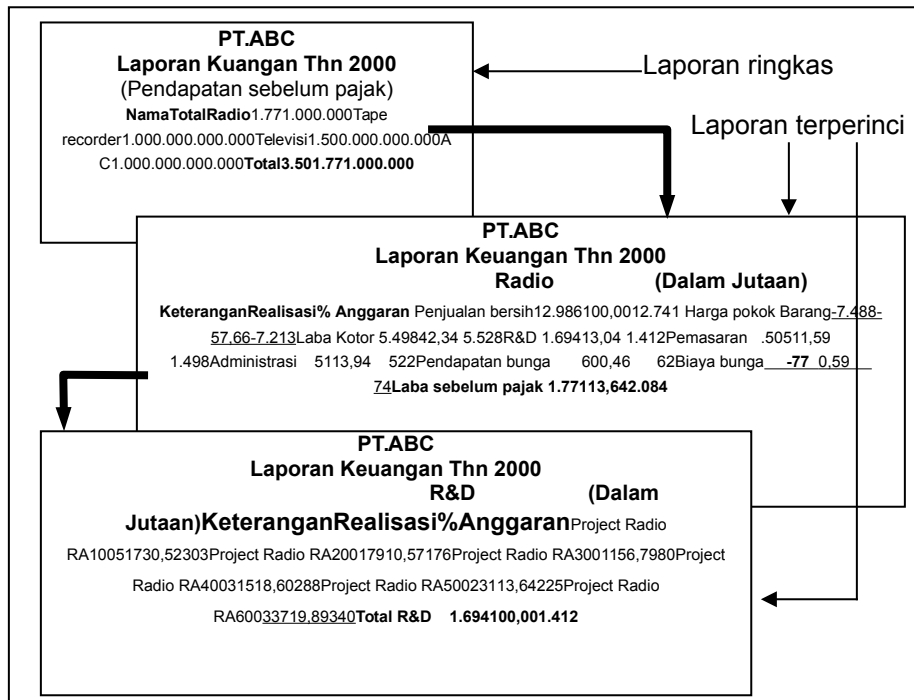 PT.ABC
Laporan Kuangan Thn 2000
(Pendapatan sebelum pajak)
NamaTotalRadio1.771.000.000Tape
recorder1.000.000.000.000Televisi1.500.000.000.000A
C1.000.000.000.000Total3.501.771.000.000
Laporan ringkas
Laporan terperinci
PT.ABC
Laporan Keuangan Thn 2000
Radio (Dalam Jutaan)
KeteranganRealisasi% Anggaran Penjualan bersih12.986100,0012.741 Harga pokok Barang-7.488-
57.66-7.213Laba Kotor 5.49842,34 5.528R&D 1.69413,04 1.412Pemasaran .50511,59
1.498Administrasi 5113,94 522Pendapatan bunga 600,46 62Biaya bunga -77 0,59
74Laba sebelum pajak 1.77113,642.084
PT.ABC
Laporan Keuangan Thn 2000
R&D (Dalam
Jutaan)KeteranganRealisasi%AnggaranProject Radio
RA10051730,52303Project Radio RA20017910,57176Project Radio RA3001156,7980Project
Radio RA40031518,60288Project Radio RA50023113,64225Project Radio
RA60033719,89340Total R&D 1.694100,001.412